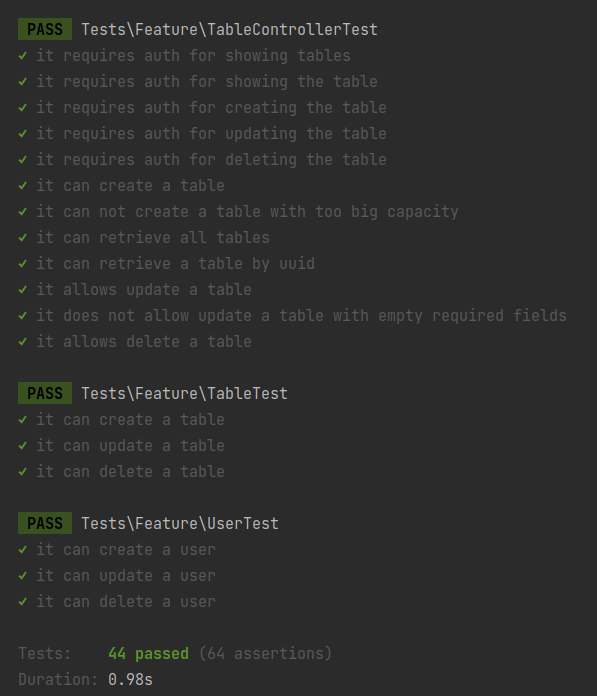 PASS Tests\Feature\TableControllerTest
✓ it requires auth for showing tables
✓ it requires auth for showing the table
✓ it requires auth for creating the table
✓ it requires auth for updating the table
✓ it requires auth for deleting the table
✓ it can create a table
✓ it can not create a table with too big capacity
✓ it can retrieve all tables
✓ it can retrieve a table by uuid
✓ it allows update a table
✓ it does not allow update a table with empty required fields
✓ it allows delete a table
PASS Tests\Feature\TableTest
✓ it can create a table
✓ it can update a table
✓ it can delete a table
PASS Tests\Feature\UserTest
✓ it can create a user
✓ it can update a user
✓ it can delete a user
Tests: 44 passed (64 assertions)
Duration: 0.98s